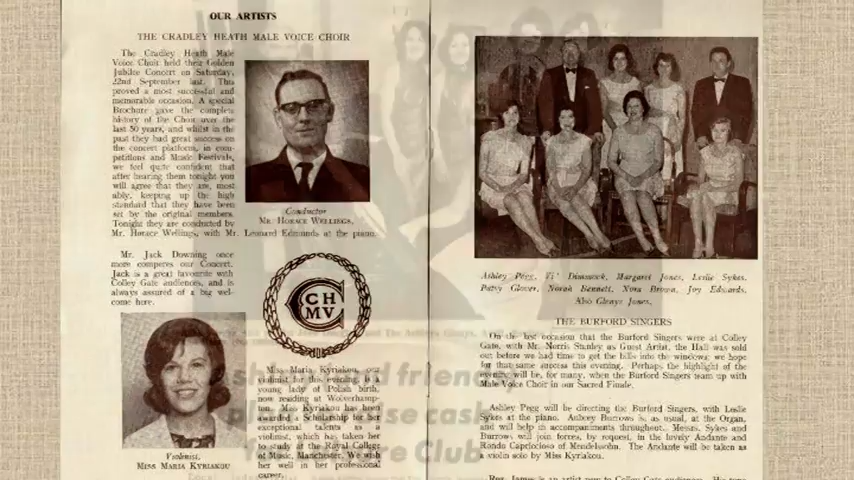 OUR ARTISTS
THE CRADLEY HEATH MALE VOICE CHOIR
The Cradley Heath Male
Voice Choir held their Golden
Jubilee Concert on Saturday,
22nd September last. This
proved a most successful and
memorable occasion. A special
Brochure gave the complete
history of the Choir over the
last 50 years, and whilst in the
past they had great success on
the concert platform, in com-
petitions and Music Festivals,
we feel quite confident that
after hearing them tonight you
will agree that they are, most
ably, keeping up the high
standard that they have been
set by the original members.
Tonight they are conducted by
Mr. Horace Wellings, with Mr. Leonard Edmunds at the piano.
Conductor
MR. HORACE WELLINGS.
Mr. Jack Downing once
more comperes our Concert.
Jack is a great favourite with
Colley Gate audiences, and is
always assured of a big wel-
come here.
CH
MV
Violinist.
MISS MARIA KYRIAKOU
Miss Maria Kyriakou, our
violinist for this evening, is a
young lady of Polish birth,
now residing at Wolverhamp-
ton. Miss Kyriakou has been
awarded a Scholarship for her
exceptional talents as a
violinist, which has taken her
to study at the Royal College
of Music, Manchester. We wish
her well in her professional
career.
Ashley Pegg, Vi' Dimmock, Margaret Jones, Leslie Sykes.
Patsy Glover, Norah Bennett, Nora Brown, Joy Edwards.
Also Glenys Jones.
THE BURFORD SINGERS
On the last occasion that the Burford Singers were at Colley
Gate, with Mr. Norris Stanley as Guest Artist, the Hall was sold
out before we had time to get the bills into the windows; we hope
for that same success this evening. Perhaps, the highlight of the
evening will be, for many, when the Burford Singers team up with
Male Voice Choir in our Sacred Finale.
Ashley Pegg will be directing the Burford Singers, with Leslie
Sykes at the piano. Aubrey Burrows is, as usual, at the Organ,
and will help in accompaniments throughout. Messrs. Sykes and
Burrows will join forces, by request, in the lovely Andante and
Rondo Capriccioso of Mendelssohn. The Andante will be taken as
a violin solo by Miss Kyriakou.